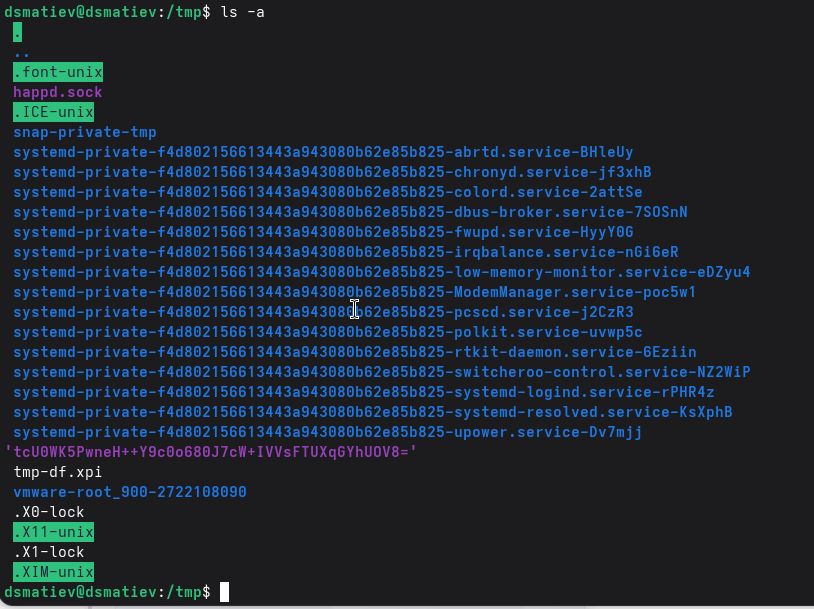 dsmatiev@dsmatiev:/tmp$ ls -a
.
..
.font-unix
happd.sock
.ICE-unix
snap-private-tmp
systemd-private-f4d802156613443a943080b62e85b825-abrtd.service-BHleUy
systemd-private-f4d802156613443a943080b62e85b825-chronyd.service-jf3xhB
systemd-private-f4d802156613443a943080b62e85b825-colord.service-2attSe
systemd-private-f4d802156613443a943080b62e85b825-dbus-broker.service-7SOSnN
systemd-private-f4d802156613443a943080b62e85b825-fwupd.service-HyyY0G
systemd-private-f4d802156613443a943080b62e85b825-irqbalance.service-nGi6eR
systemd-private-f4d802156613443a943080b62e85b825-low-memory-monitor.service-eDZyu4
systemd-private-f4d802156613443a943080b62e85b825-ModemManager.service-poc5w1
systemd-private-f4d802156613443a943080b62e85b825-pcscd.service-j2CzR3
systemd-private-f4d802156613443a943080b62e85b825-polkit.service-uvwp5c
systemd-private-f4d802156613443a943080b62e85b825-rtkit-daemon.service-6Eziin
systemd-private-f4d802156613443a943080b62e85b825-switcheroo-control.service-NZ2WiP
systemd-private-f4d802156613443a943080b62e85b825-systemd-logind.service-rPHR4z
systemd-private-f4d802156613443a943080b62e85b825-systemd-resolved.service-KsXphB
systemd-private-f4d802156613443a943080b62e85b825-upower.service-Dv7mjj
'tcU0WK5PwneH++Y9c0o680J7cW+IVVsFTUXqGYhUOV8='
tmp-df.xpi
vmware-root_900-2722108090
.X0-lock
.X11-unix
.X1-lock
.XIM-unix
dsmatiev@dsmatiev:/tmp$